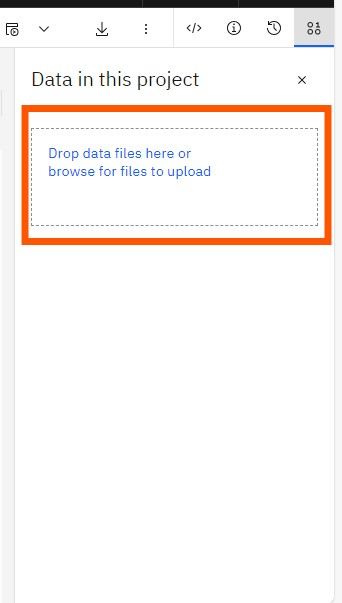 Data in this project
Drop data files here or
browse for files to upload